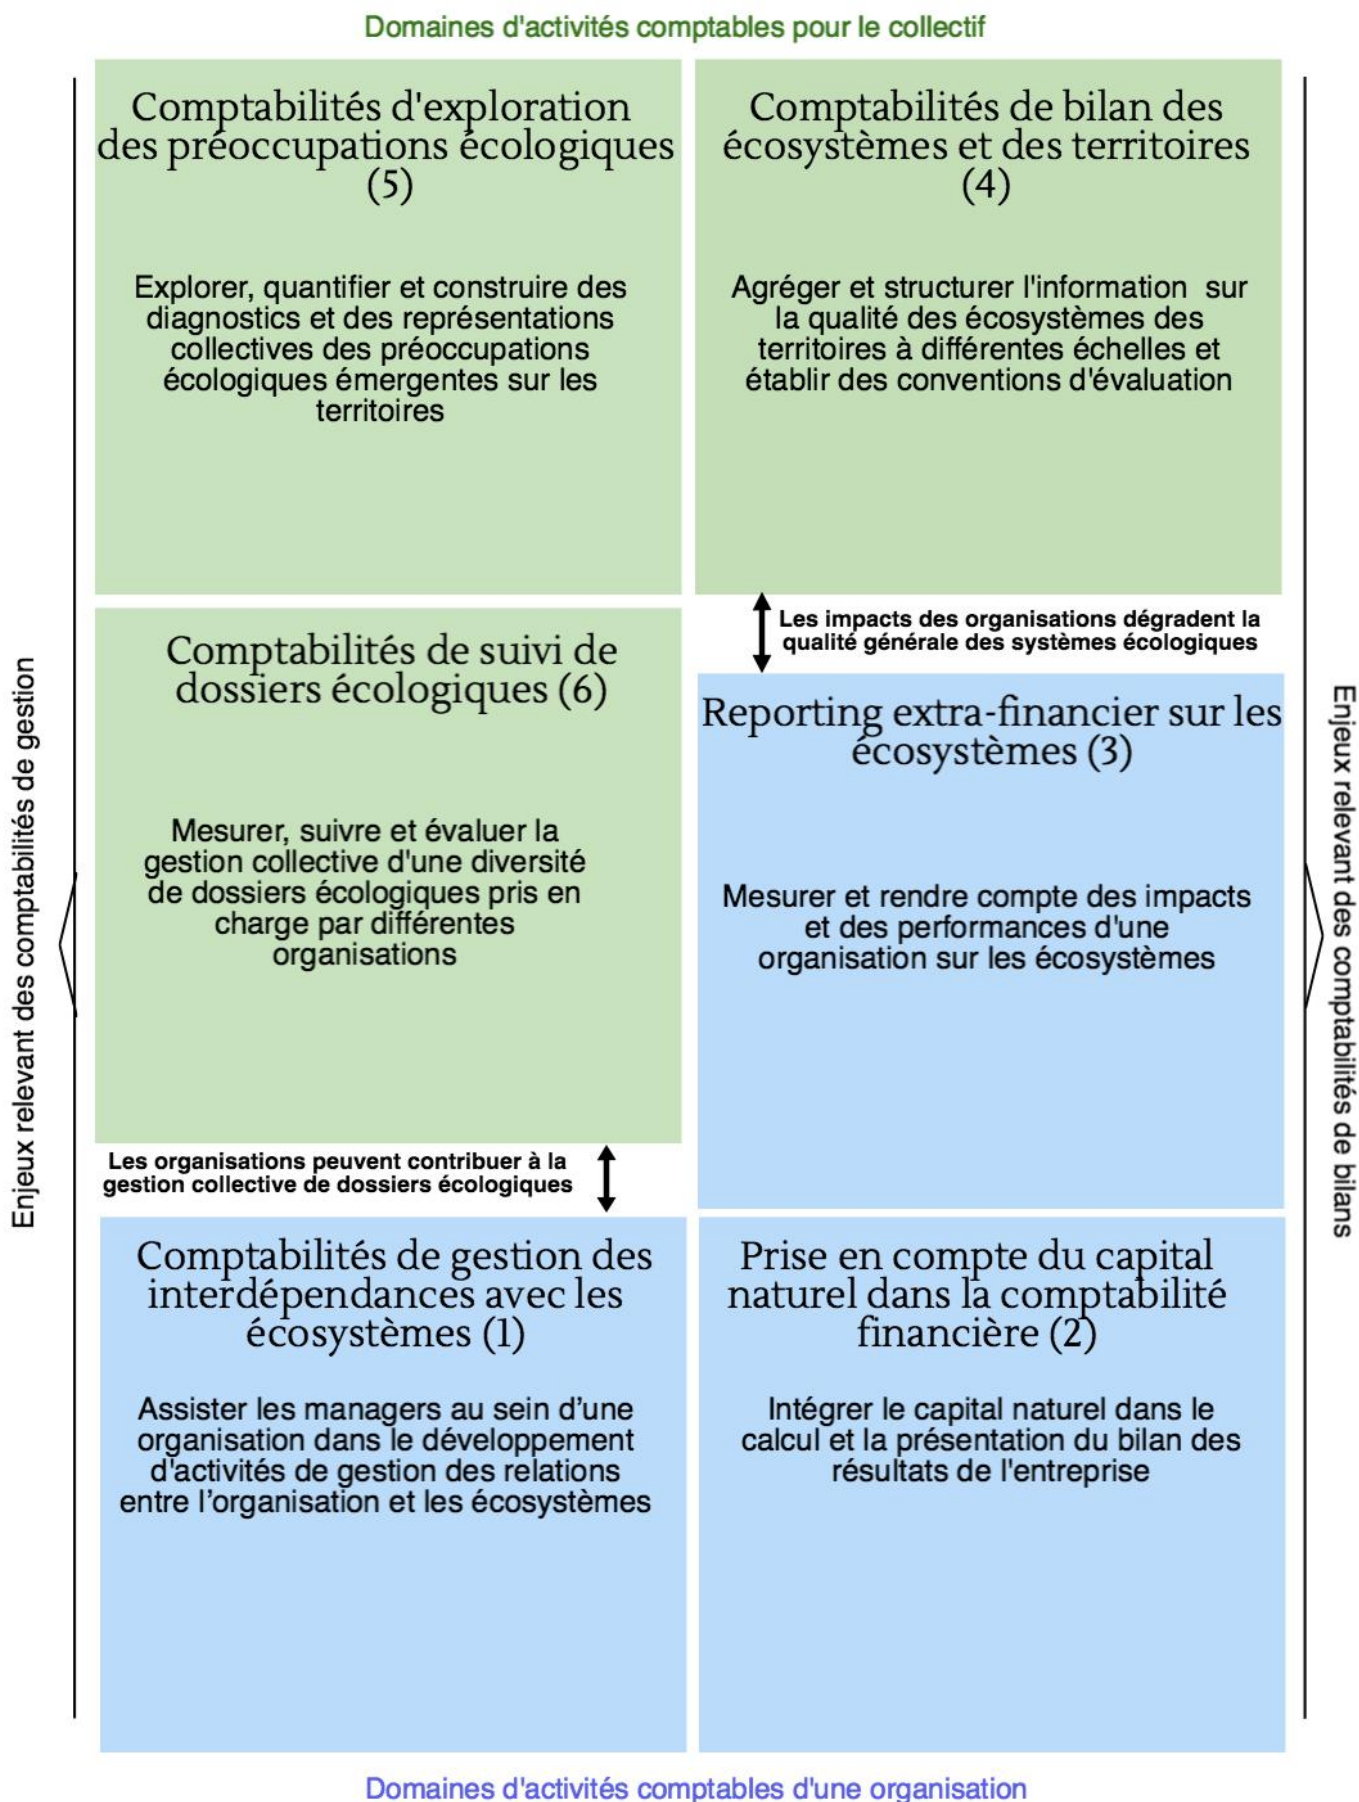 Domaines d'activités comptables pour le collectif
Comptabilités d'exploration
des préoccupations écologiques
(5)
Explorer, quantifier et construire des
diagnostics et des représentations
collectives des préoccupations
écologiques émergentes sur les
territoires
Comptabilités de bilan des
écosystèmes et des territoires
(4)
Agréger et structurer l'information sur
la qualité des écosystèmes des
territoires à différentes échelles et
établir des conventions d'évaluation
Les impacts des organisations dégradent la
qualité générale des systèmes écologiques
Comptabilités de suivi de
dossiers écologiques (6)
Mesurer, suivre et évaluer la
gestion collective d'une diversité
de dossiers écologiques pris en
charge par différentes
organisations
Reporting extra-financier sur les
écosystèmes (3)
Mesurer et rendre compte des impacts
et des performances d'une
organisation sur les écosystèmes
Les organisations peuvent contribuer à la
gestion collective de dossiers écologiques
Comptabilités de gestion des
interdépendances avec les
écosystèmes (1)
Assister les managers au sein d’une
organisation dans le développement
d'activités de gestion des relations
entre l’organisation et les écosystèmes
Prise en compte du capital
naturel dans la comptabilité
financière (2)
Intégrer le capital naturel dans le
calcul et la présentation du bilan des
résultats de l'entreprise
Enjeux relevant des comptabilités de gestion
Enjeux relevant des comptabilités de bilans
Domaines d'activités comptables d'une organisation